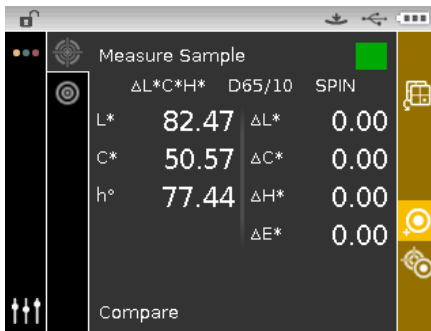 Measure Sample
ΔL*C*H* D65/10 SPIN
L* 82.47 ΔL* 0.00
C* 50.57 ΔC* 0.00
h° 77.44 ΔH* 0.00
ΔE* 0.00
Compare